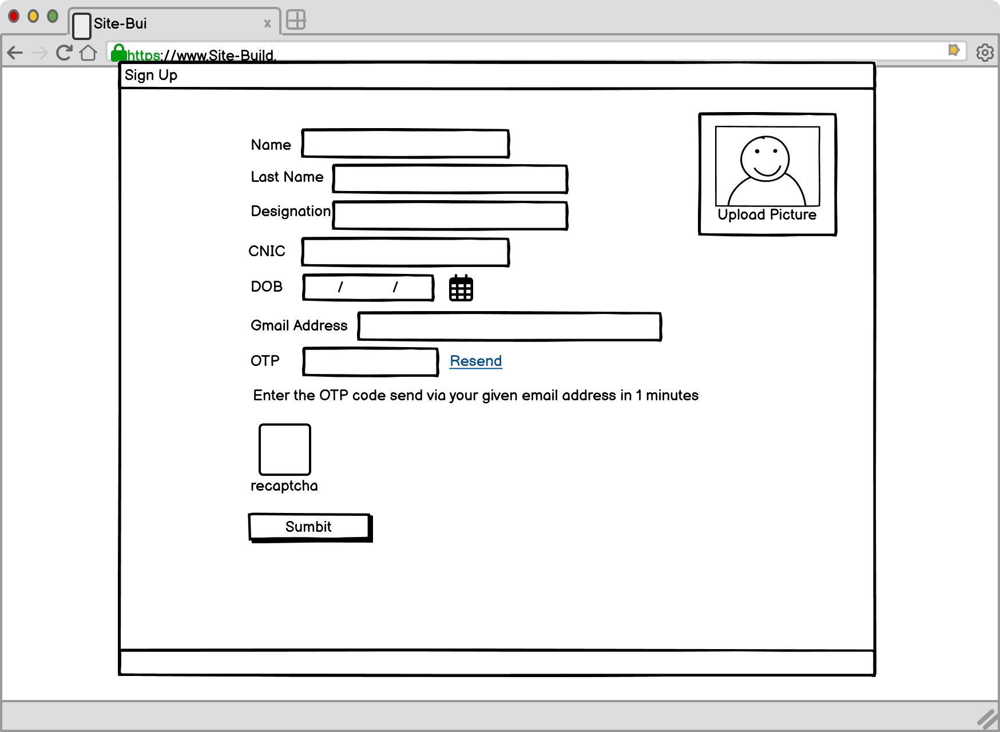 Site-Bui
https://www.Site-Build.
Sign Up
Name
Last Name
Designation
CNIC
DOB / /
Gmail Address
OTP Resend
Enter the OTP code send via your given email address in 1 minutes
recaptcha
Sumbit
Upload Picture